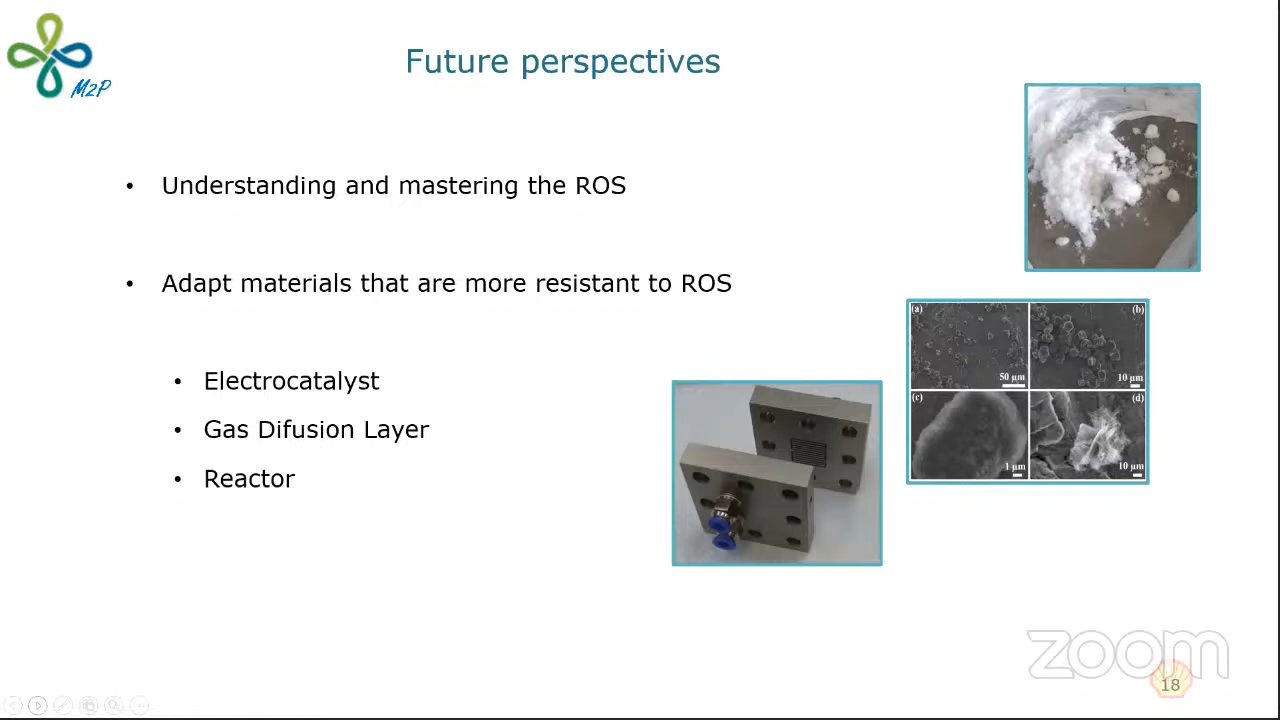 Future perspectives
M2P
• Understanding and mastering the ROS
• Adapt materials that are more resistant to ROS
• Electrocatalyst
• Gas Difusion Layer
• Reactor
(a)
(b)
50 µm
10 µm
(c)
(d)
1 µm
10 µm
zoom
18